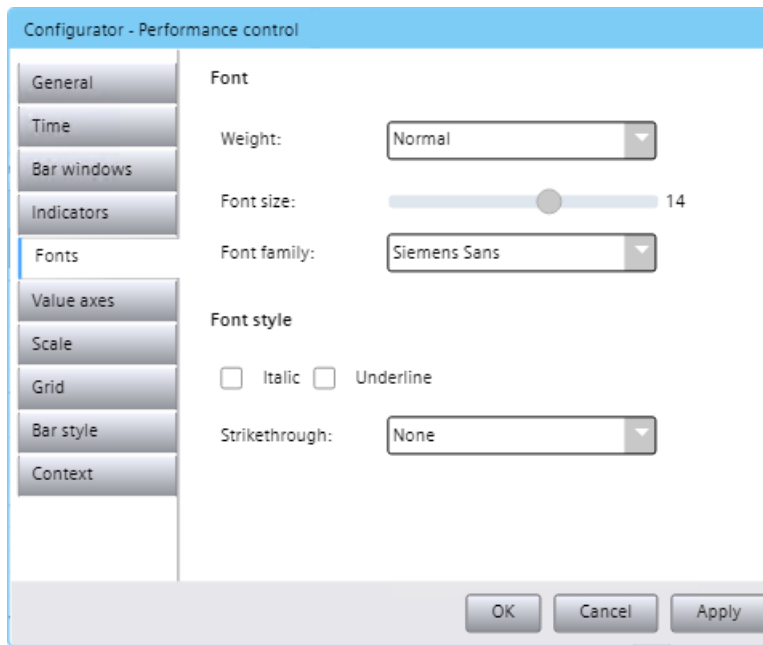 Configurator - Performance control
General
Time
Bar windows
Indicators
Fonts
Value axes
Scale
Grid
Bar style
Context
Font
Weight: Normal
Font size: 14
Font family: Siemens Sans
Font style
Italic Underline
Strikethrough: None
OK Cancel Apply